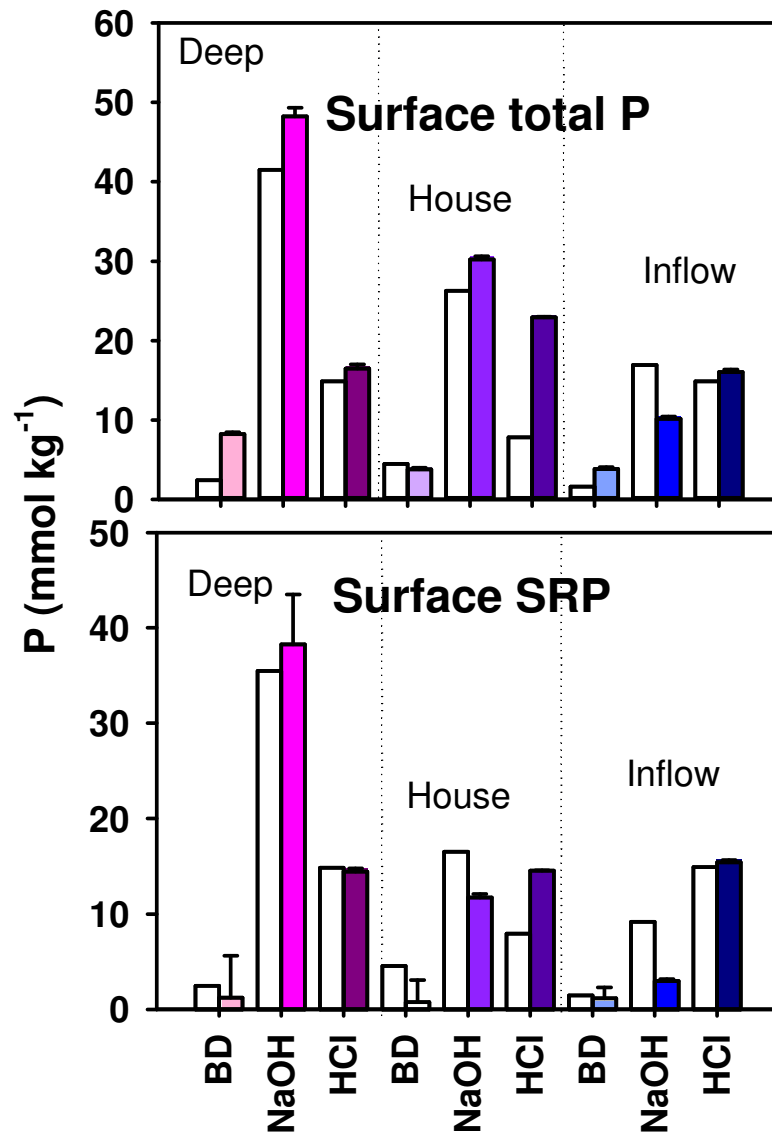 P (mmol kg-1)
60
50
40
30
20
10
0
Deep
Surface total P
House
Inflow
50
40
30
20
10
0
Deep
Surface SRP
House
Inflow
BD
NaOH
HCl
BD
NaOH
HCl
BD
NaOH
HCl